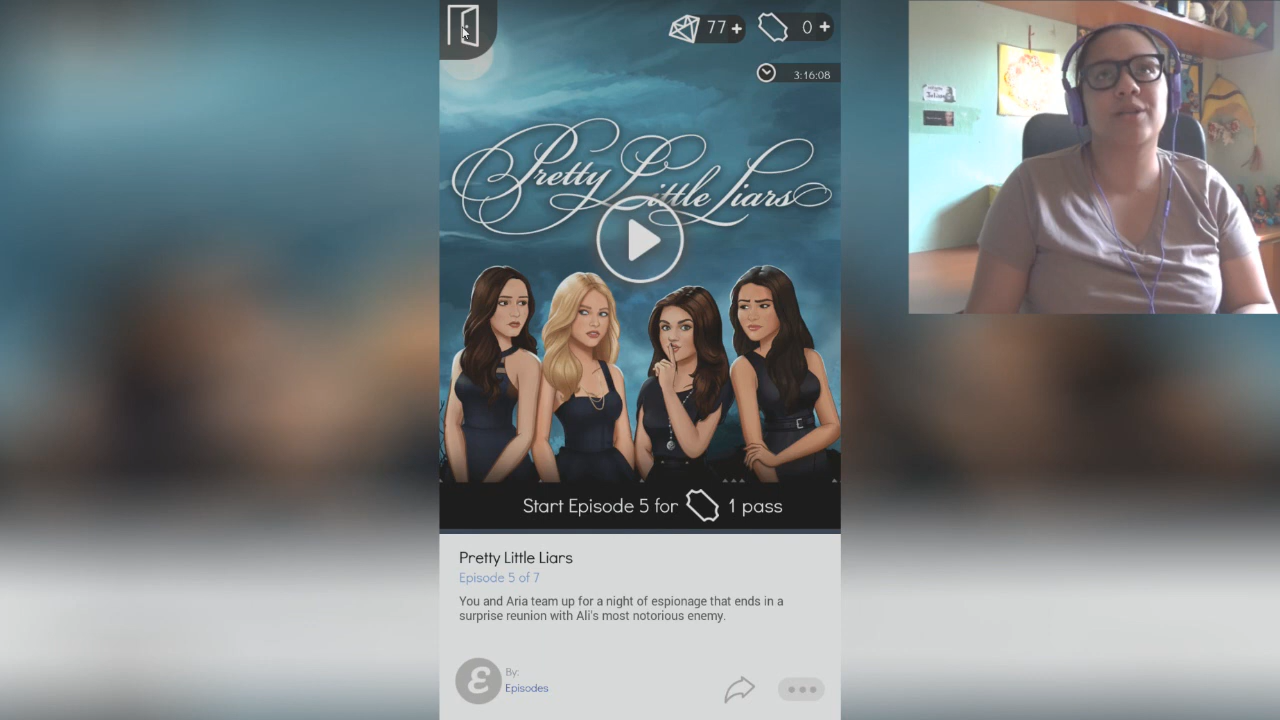 77 +
0 +
3:16:08
Pretty Little Liars
Start Episode 5 for 1 pass
Pretty Little Liars
Episode 5 of 7
You and Aria team up for a night of espionage that ends in a
surprise reunion with Ali's most notorious enemy.
By:
Episodes